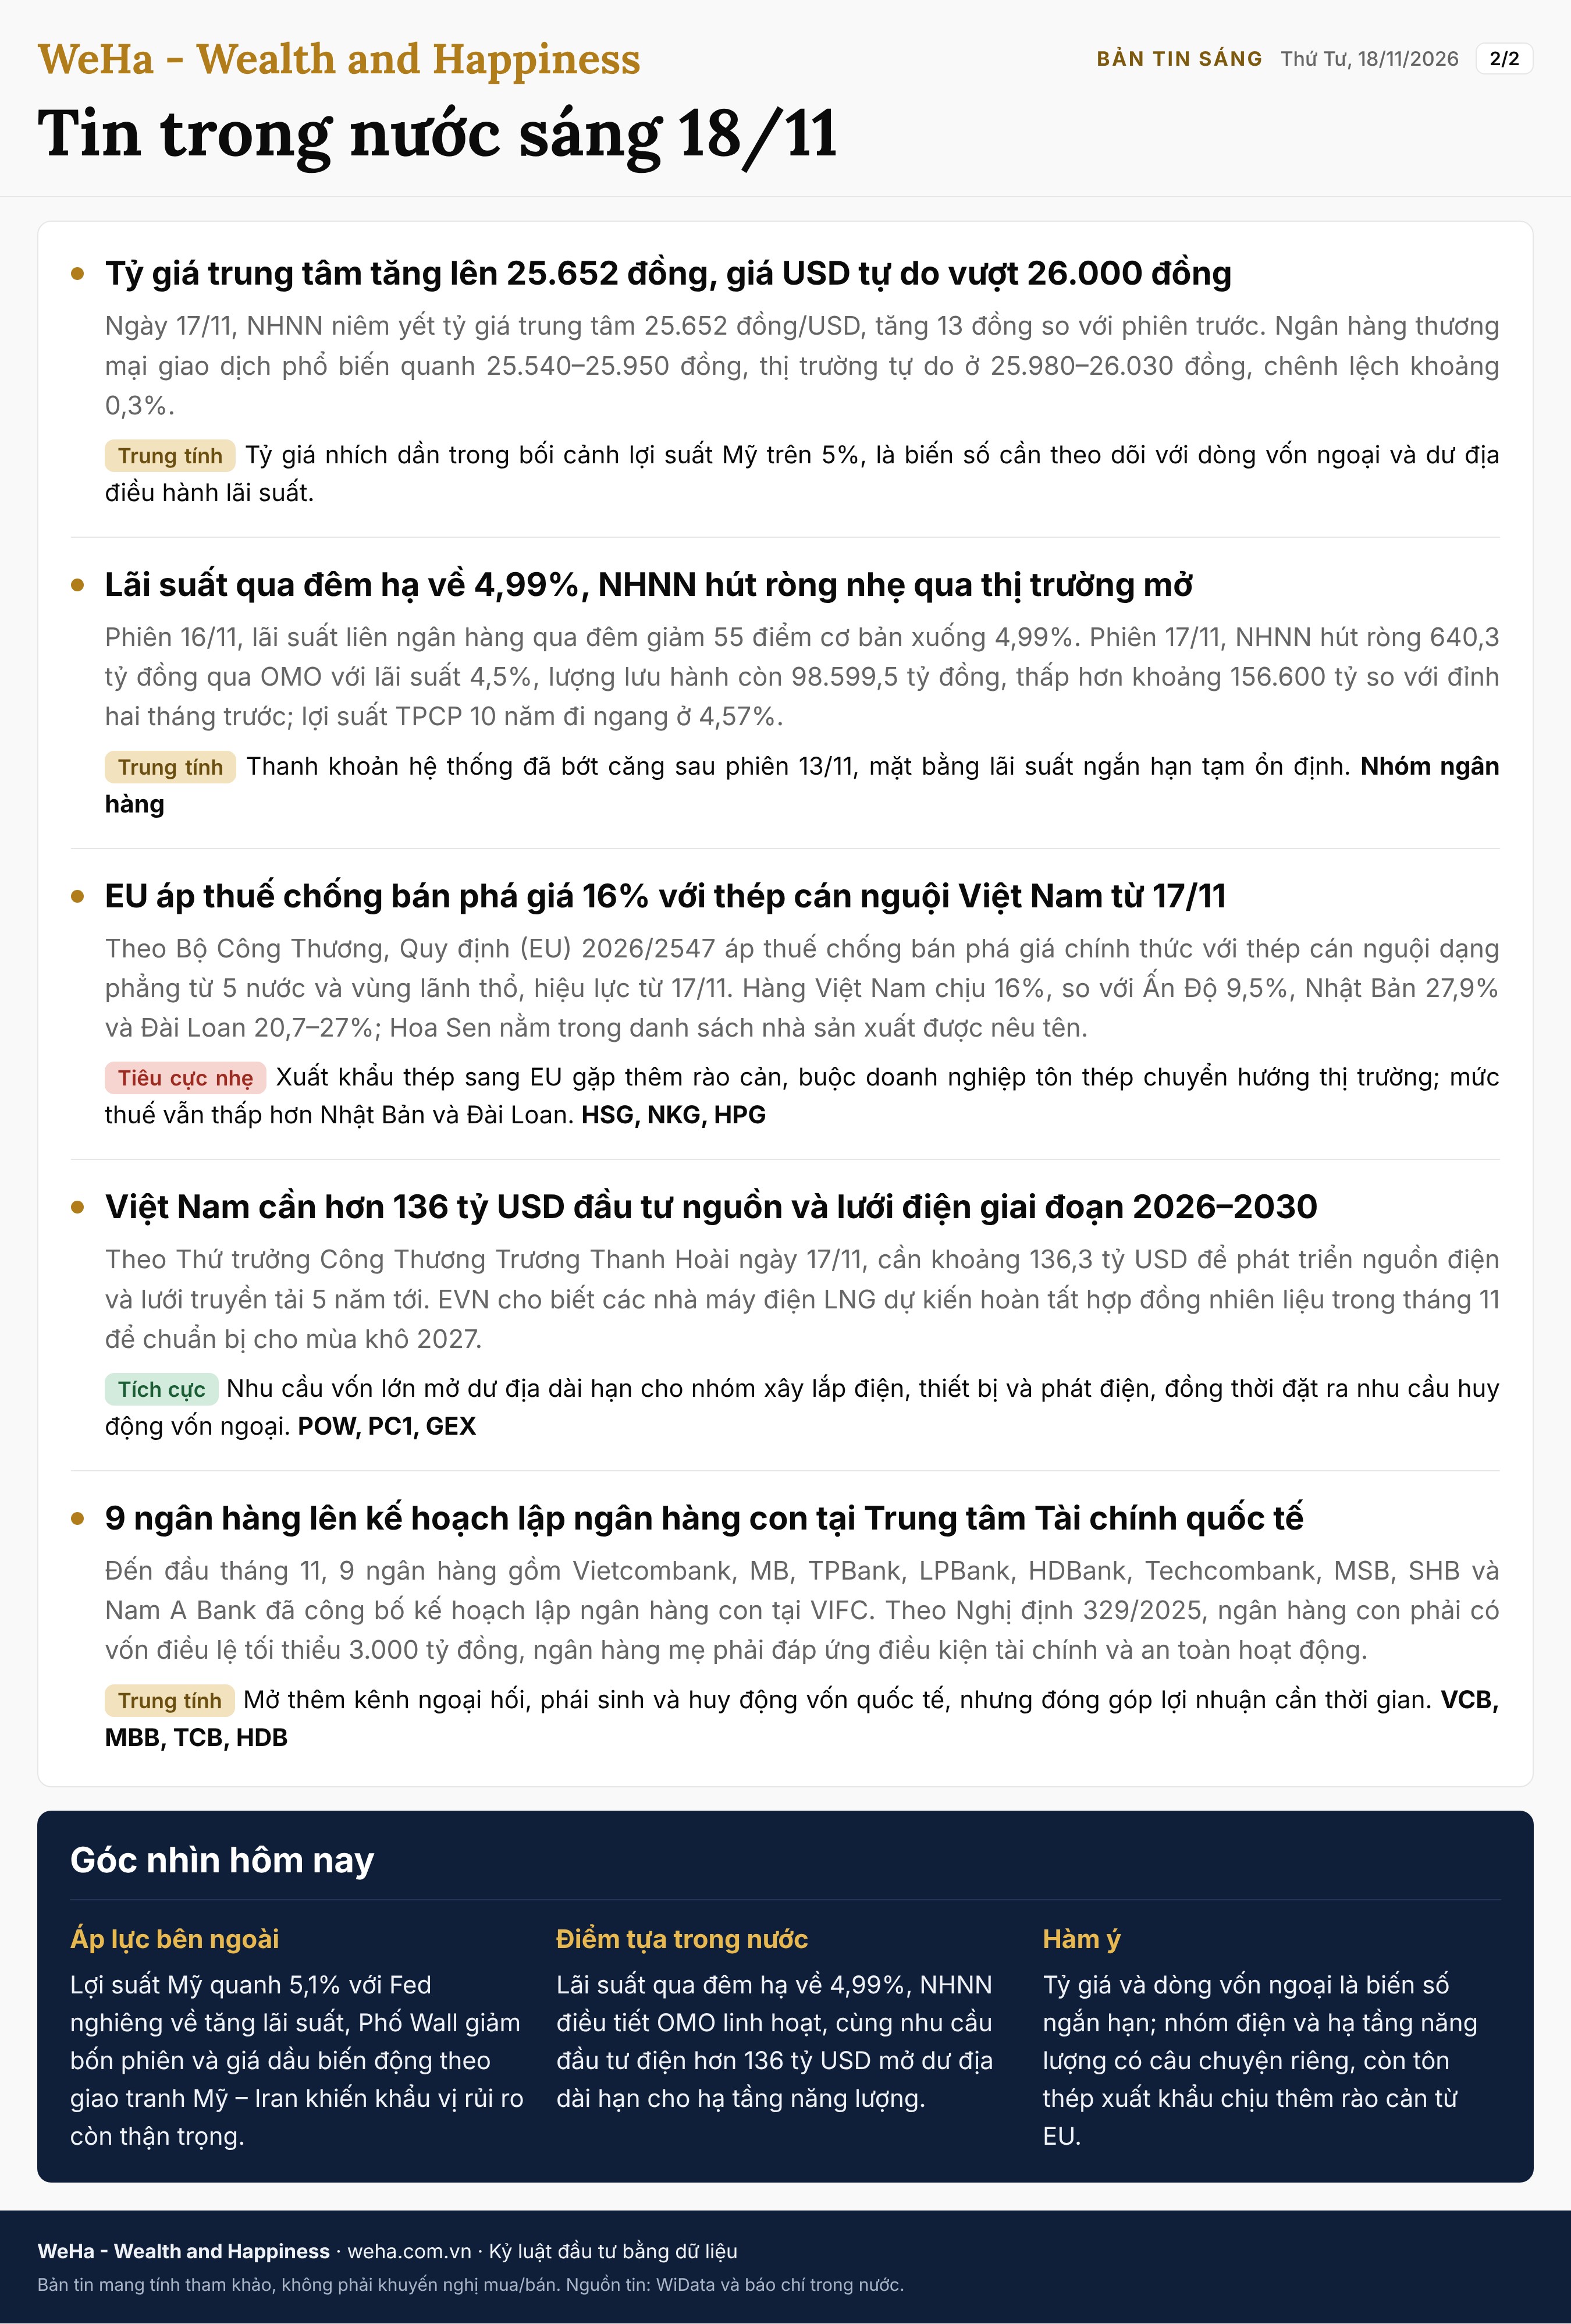 WeHa - Wealth and Happiness
BẢN TIN SÁNG Thứ Tư, 18/11/2026 2/2
Tin trong nước sáng 18/11
Tỷ giá trung tâm tăng lên 25.652 đồng, giá USD tự do vượt 26.000 đồng
Ngày 17/11, NHNN niêm yết tỷ giá trung tâm 25.652 đồng/USD, tăng 13 đồng so với phiên trước. Ngân hàng thương
mại giao dịch phổ biến quanh 25.540–25.950 đồng, thị trường tự do ở 25.980–26.030 đồng, chênh lệch khoảng
0,3%.
Trung tính Tỷ giá nhích dần trong bối cảnh lợi suất Mỹ trên 5%, là biến số cần theo dõi với dòng vốn ngoại và dư địa
điều hành lãi suất.
Lãi suất qua đêm hạ về 4,99%, NHNN hút ròng nhẹ qua thị trường mở
Phiên 16/11, lãi suất liên ngân hàng qua đêm giảm 55 điểm cơ bản xuống 4,99%. Phiên 17/11, NHNN hút ròng 640,3
tỷ đồng qua OMO với lãi suất 4,5%, lượng lưu hành còn 98.599,5 tỷ đồng, thấp hơn khoảng 156.600 tỷ so với đỉnh
hai tháng trước; lợi suất TPCP 10 năm đi ngang ở 4,57%.
Trung tính Thanh khoản hệ thống đã bớt căng sau phiên 13/11, mặt bằng lãi suất ngắn hạn tạm ổn định. Nhóm ngân
hàng
EU áp thuế chống bán phá giá 16% với thép cán nguội Việt Nam từ 17/11
Theo Bộ Công Thương, Quy định (EU) 2026/2547 áp thuế chống bán phá giá chính thức với thép cán nguội dạng
phẳng từ 5 nước và vùng lãnh thổ, hiệu lực từ 17/11. Hàng Việt Nam chịu 16%, so với Ấn Độ 9,5%, Nhật Bản 27,9%
và Đài Loan 20,7–27%; Hoa Sen nằm trong danh sách nhà sản xuất được nêu tên.
Tiêu cực nhẹ Xuất khẩu thép sang EU gặp thêm rào cản, buộc doanh nghiệp tôn thép chuyển hướng thị trường; mức
thuế vẫn thấp hơn Nhật Bản và Đài Loan. HSG, NKG, HPG
Việt Nam cần hơn 136 tỷ USD đầu tư nguồn và lưới điện giai đoạn 2026–2030
Theo Thứ trưởng Công Thương Trương Thanh Hoài ngày 17/11, cần khoảng 136,3 tỷ USD để phát triển nguồn điện
và lưới truyền tải 5 năm tới. EVN cho biết các nhà máy điện LNG dự kiến hoàn tất hợp đồng nhiên liệu trong tháng 11
để chuẩn bị cho mùa khô 2027.
Tích cực Nhu cầu vốn lớn mở dư địa dài hạn cho nhóm xây lắp điện, thiết bị và phát điện, đồng thời đặt ra nhu cầu huy
động vốn ngoại. POW, PC1, GEX
9 ngân hàng lên kế hoạch lập ngân hàng con tại Trung tâm Tài chính quốc tế
Đến đầu tháng 11, 9 ngân hàng gồm Vietcombank, MB, TPBank, LPBank, HDBank, Techcombank, MSB, SHB và
Nam A Bank đã công bố kế hoạch lập ngân hàng con tại VIFC. Theo Nghị định 329/2025, ngân hàng con phải có
vốn điều lệ tối thiểu 3.000 tỷ đồng, ngân hàng mẹ phải đáp ứng điều kiện tài chính và an toàn hoạt động.
Trung tính Mở thêm kênh ngoại hối, phái sinh và huy động vốn quốc tế, nhưng đóng góp lợi nhuận cần thời gian. VCB,
MBB, TCB, HDB
Góc nhìn hôm nay
Áp lực bên ngoài
Lợi suất Mỹ quanh 5,1% với Fed
nghiêng về tăng lãi suất, Phố Wall giảm
bốn phiên và giá dầu biến động theo
giao tranh Mỹ – Iran khiến khẩu vị rủi ro
còn thận trọng.
Điểm tựa trong nước
Lãi suất qua đêm hạ về 4,99%, NHNN
điều tiết OMO linh hoạt, cùng nhu cầu
đầu tư điện hơn 136 tỷ USD mở dư địa
dài hạn cho hạ tầng năng lượng.
Hàm ý
Tỷ giá và dòng vốn ngoại là biến số
ngắn hạn; nhóm điện và hạ tầng năng
lượng có câu chuyện riêng, còn tôn
thép xuất khẩu chịu thêm rào cản từ
EU.
WeHa - Wealth and Happiness · weha.com.vn · Kỷ luật đầu tư bằng dữ liệu
Bản tin mang tính tham khảo, không phải khuyến nghị mua/bán. Nguồn tin: WiData và báo chí trong nước.